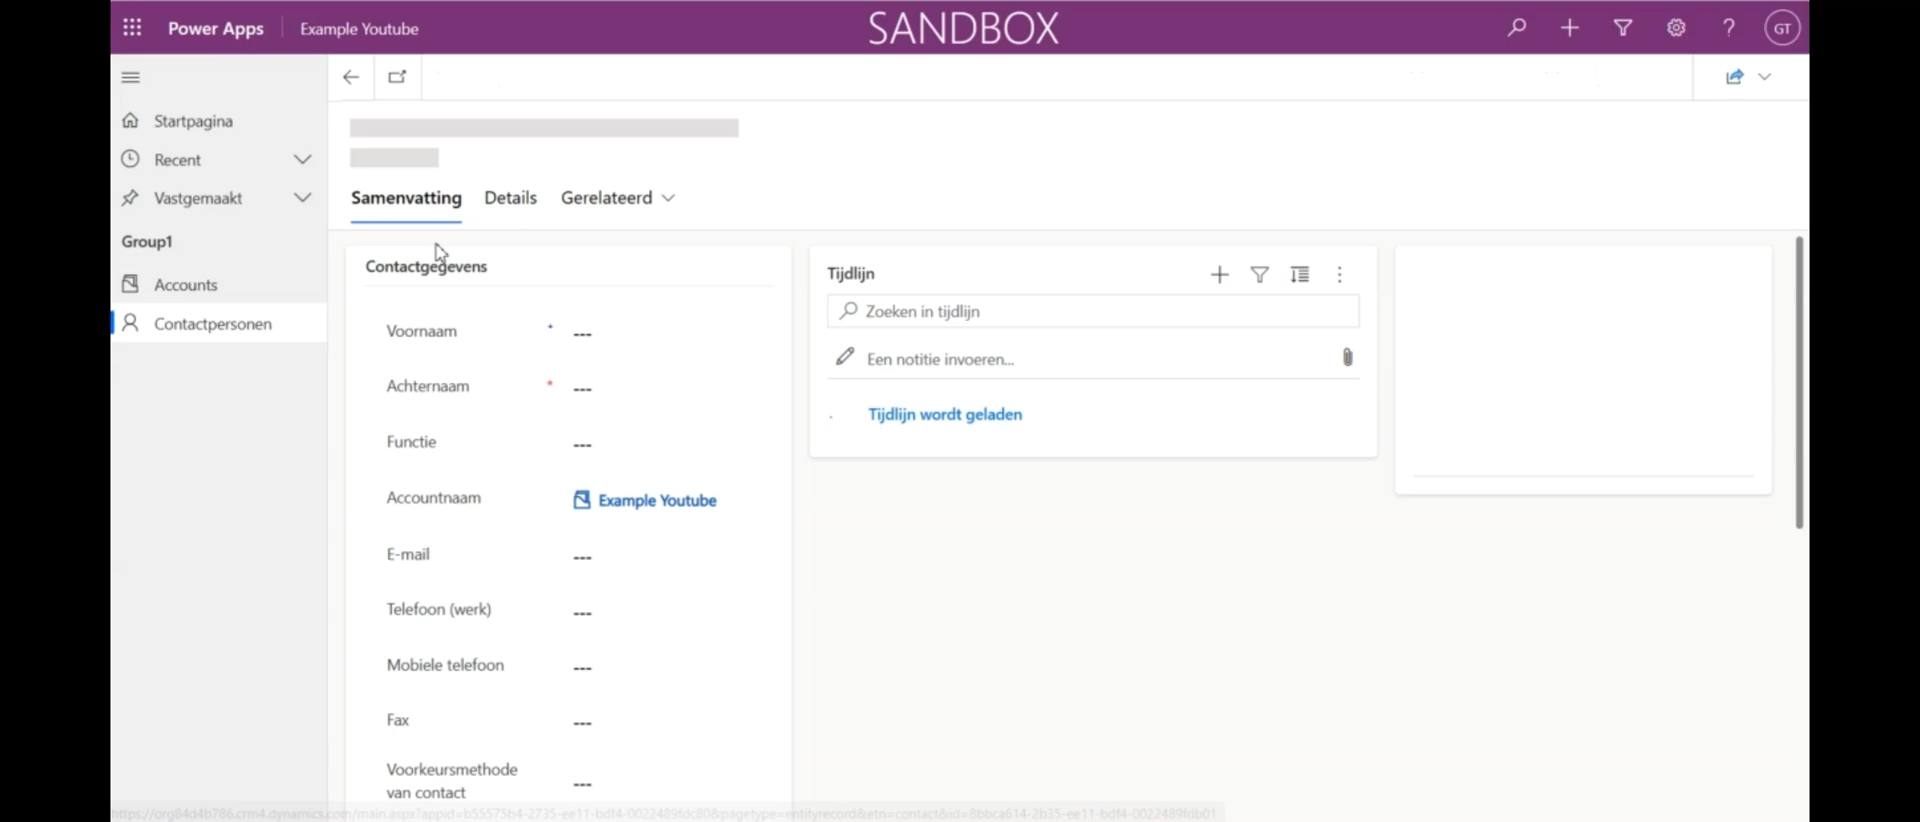 Power Apps
Example Youtube
SANDBOX
GT
Startpagina
Recent
Vastgemaakt
Group1
Accounts
Contactpersonen
Samenvatting
Details
Gerelateerd
Contactgegevens
Voornaam
---
Achternaam
* ---
Functie
---
Accountnaam
Example Youtube
E-mail
---
Telefoon (werk)
---
Mobiele telefoon
---
Fax
---
Voorkeursmethode
van contact
---
Tijdlijn
Zoeken in tijdlijn
Een notitie invoeren...
Tijdlijn wordt geladen